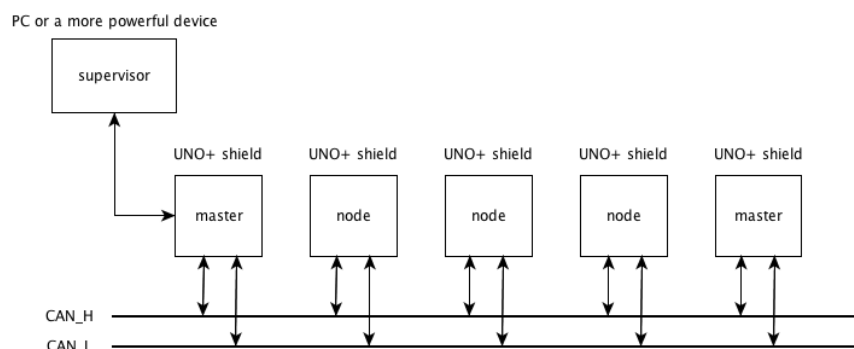 PC or a more powerful device
supervisor
UNO+ shield UNO+ shield UNO+ shield UNO+ shield UNO+ shield
master node node node master
CAN_H
CAN_L